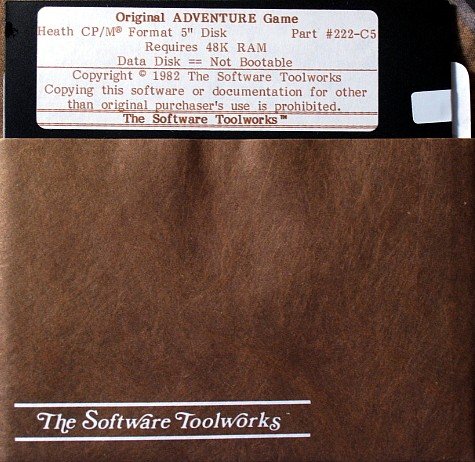 Original ADVENTURE Game
Heath CP/M® Format 5" Disk Part #222-C5
Requires 48K RAM
Data Disk == Not Bootable
Copyright © 1982 The Software Toolworks
Copying this software or documentation for other
than original purchaser's use is prohibited.
The Software Toolworks™
The Software Toolworks™